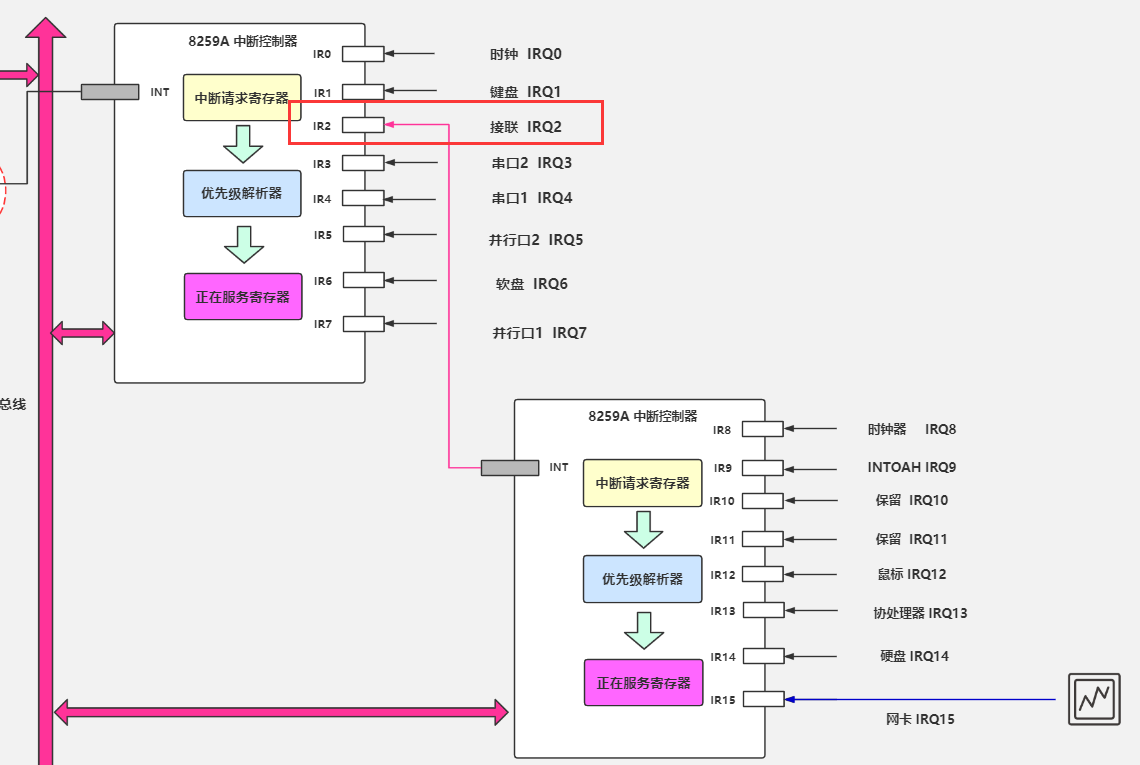 8259A 中断控制器
IR0
时钟 IRQ0
INT
中断请求寄存器
IR1
键盘 IRQ1
IR2
接联 IRQ2
IR3
串口2 IRQ3
优先级解析器
IR4
串口1 IRQ4
IR5
并行口2 IRQ5
IR6
软盘 IRQ6
正在服务寄存器
IR7
并行口1 IRQ7
总线
8259A 中断控制器
IR8
时钟器 IRQ8
INT
中断请求寄存器
IR9
INTOAH IRQ9
IR10
保留 IRQ10
IR11
保留 IRQ11
优先级解析器
IR12
鼠标 IRQ12
IR13
协处理器 IRQ13
IR14
硬盘 IRQ14
正在服务寄存器
IR15
网卡 IRQ15